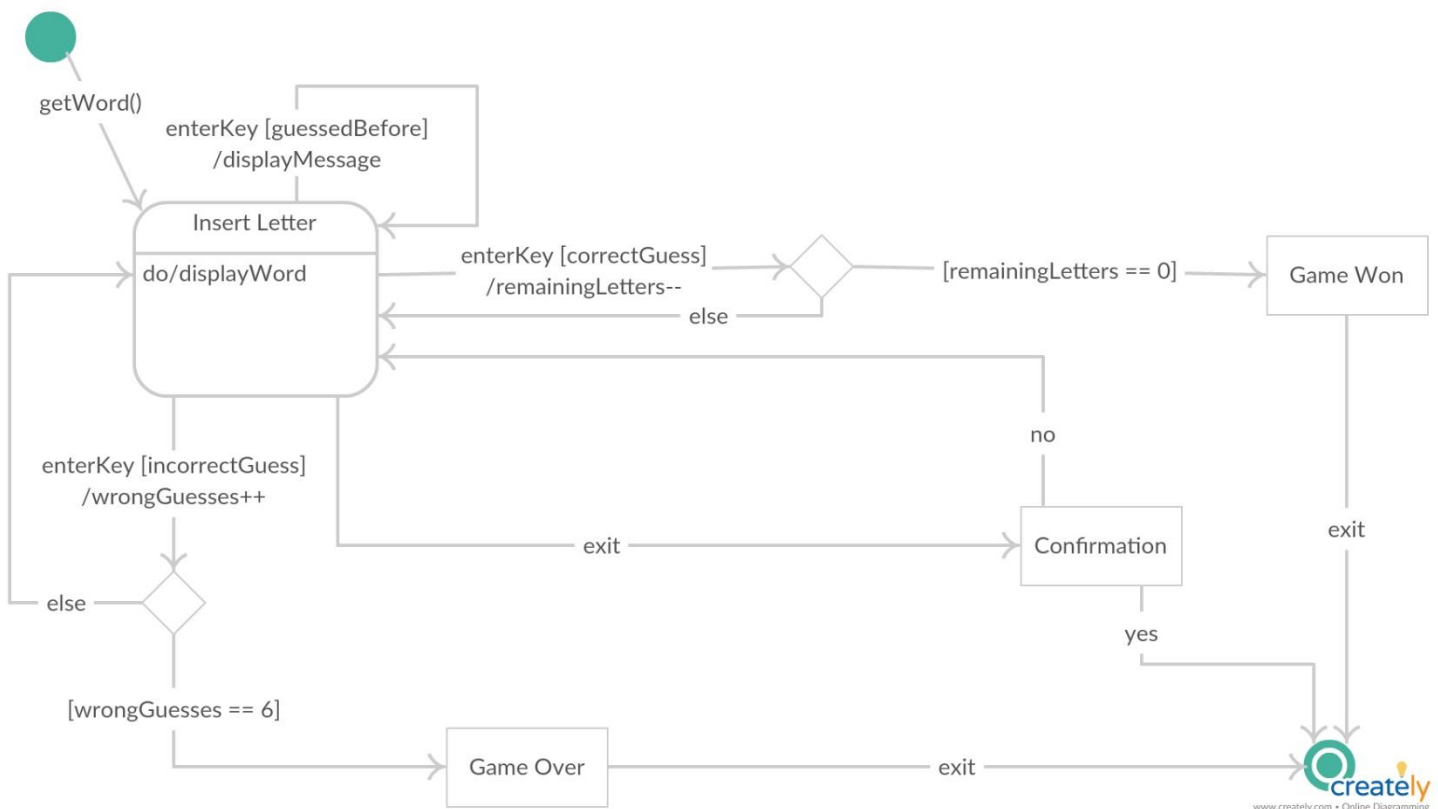 getWord()
enterKey [guessedBefore]
/displayMessage
Insert Letter
do/displayWord
enterKey [correctGuess]
/remainingLetters--
[remainingLetters == 0]
Game Won
else
no
enterKey [incorrectGuess]
/wrongGuesses++
exit
Confirmation
exit
else
yes
[wrongGuesses == 6]
Game Over
exit
creately
www.creately.com • Online Diagramming